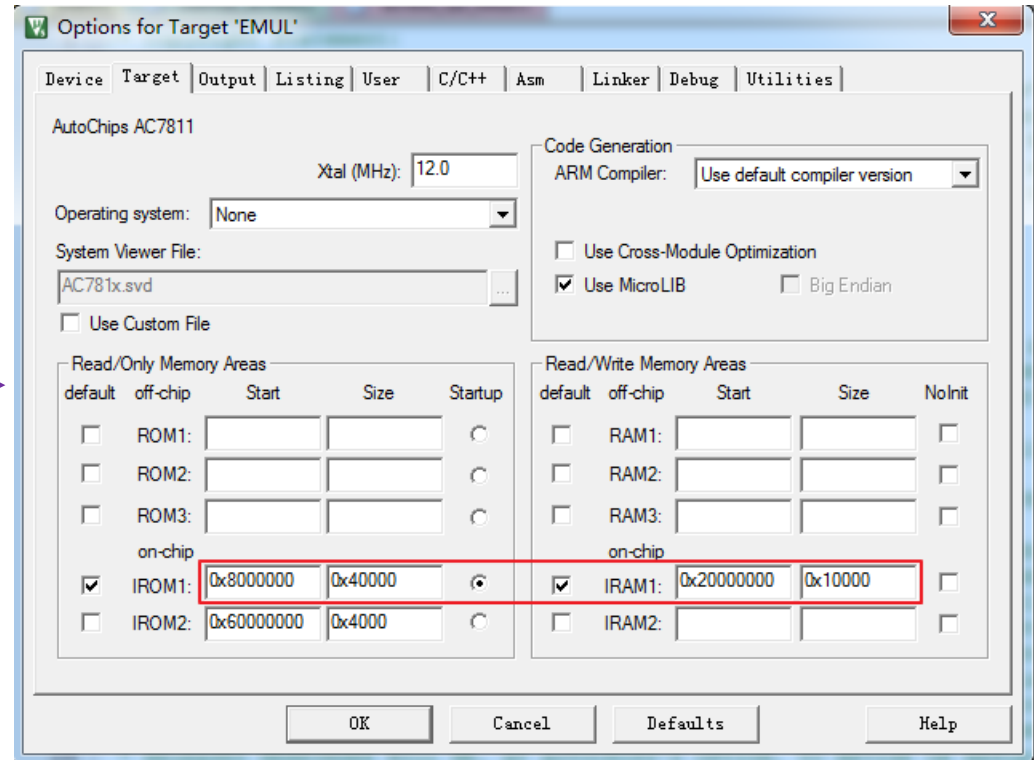 Options for Target 'EMUL'
Device Target Output Listing User C/C++ Asm Linker Debug Utilities
AutoChips AC7811
Xtal (MHz): 12.0
Operating system: None
System Viewer File:
AC781x.svd ...
Use Custom File
Code Generation
ARM Compiler: Use default compiler version
Use Cross-Module Optimization
Use MicroLIB Big Endian
Read/Only Memory Areas
default off-chip Start Size Startup
ROM1:
ROM2:
ROM3:
on-chip
IROM1: 0x8000000 0x40000
IROM2: 0x60000000 0x4000
Read/Write Memory Areas
default off-chip Start Size NoInit
RAM1:
RAM2:
RAM3:
on-chip
IRAM1: 0x20000000 0x10000
IRAM2:
OK Cancel Defaults Help